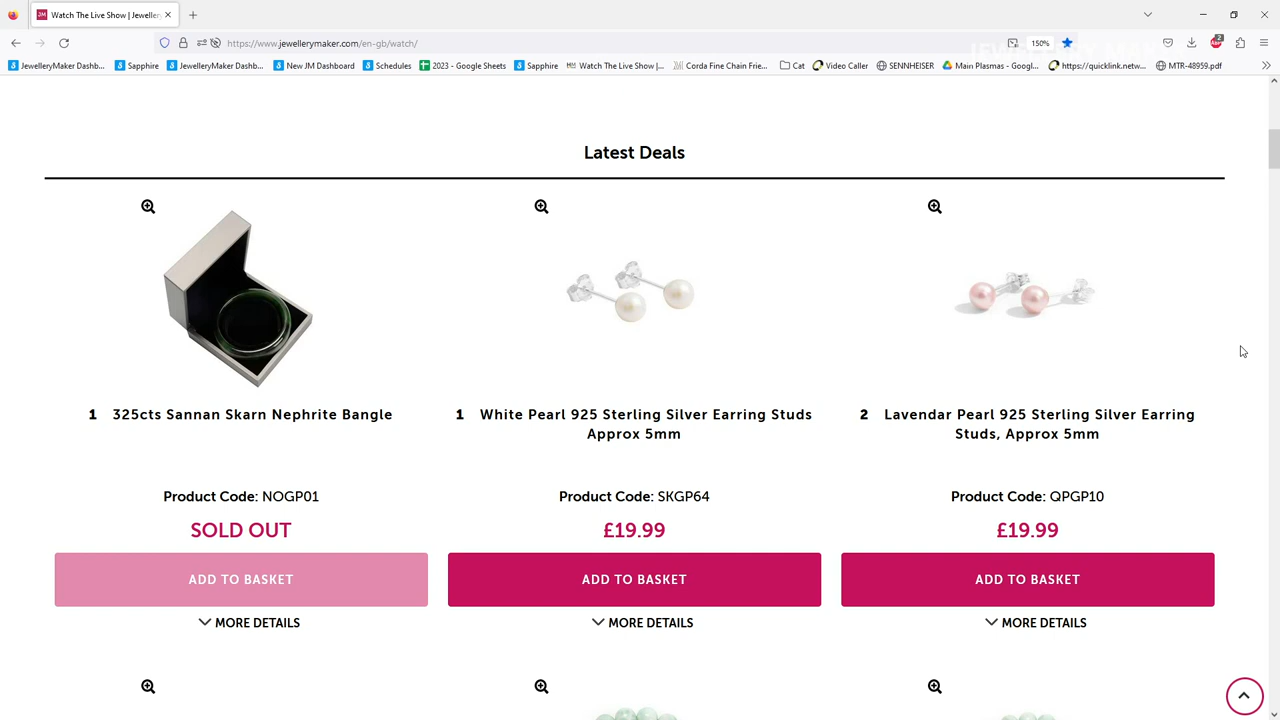 JM Watch The Live Show | Jeweller
https://www.jewellerymaker.com/en-gb/watch/
150%
2
JewelleryMaker Dashb...
Sapphire
JewelleryMaker Dashb...
New JM Dashboard
Schedules
2023 - Google Sheets
Sapphire
Watch The Live Show |...
Corda Fine Chain Frie...
Cat
Video Caller
SENNHEISER
Main Plasmas - Googl...
https://quicklink.netw...
MTR-48959.pdf
Latest Deals
1 325cts Sannan Skarn Nephrite Bangle
Product Code: NOGP01
SOLD OUT
ADD TO BASKET
MORE DETAILS
1 White Pearl 925 Sterling Silver Earring Studs
Approx 5mm
Product Code: SKGP64
£19.99
ADD TO BASKET
MORE DETAILS
2 Lavendar Pearl 925 Sterling Silver Earring
Studs, Approx 5mm
Product Code: QPGP10
£19.99
ADD TO BASKET
MORE DETAILS